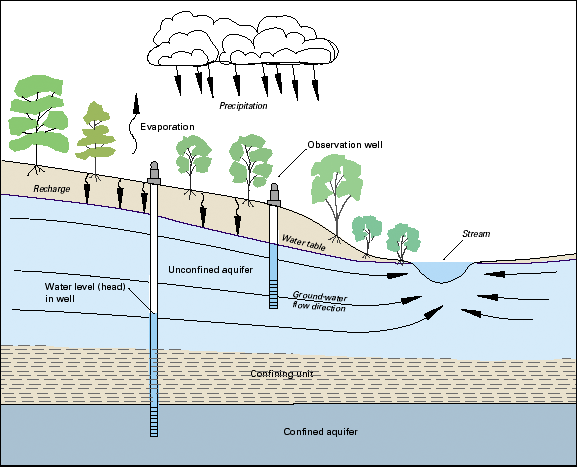 Precipitation
Evaporation
Observation well
Recharge
Stream
Water table
Unconfined aquifer
Water level (head)
in well
Ground-water
flow direction
Confining unit
Confined aquifer